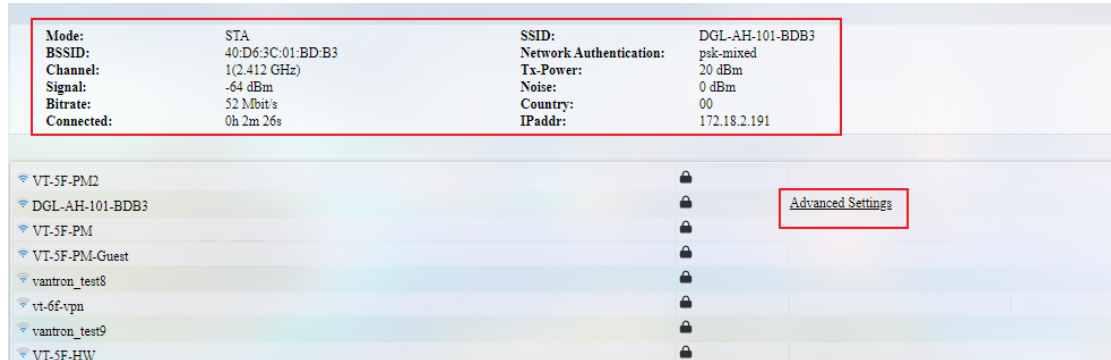 Mode: STA SSID: DGL-AH-101-BDB3
BSSID: 40:D6:3C:01:BD:B3 Network Authentication: psk-mixed
Channel: 1(2.412 GHz) Tx-Power: 20 dBm
Signal: -64 dBm Noise: 0 dBm
Bitrate: 52 Mbit/s Country: 00
Connected: 0h 2m 26s IPaddr: 172.18.2.191
VT-5F-PM2
DGL-AH-101-BDB3 Advanced Settings
VT-5F-PM
VT-5F-PM-Guest
vantron_test8
vt-6f-vpn
vantron_test9
VT-5F-HW